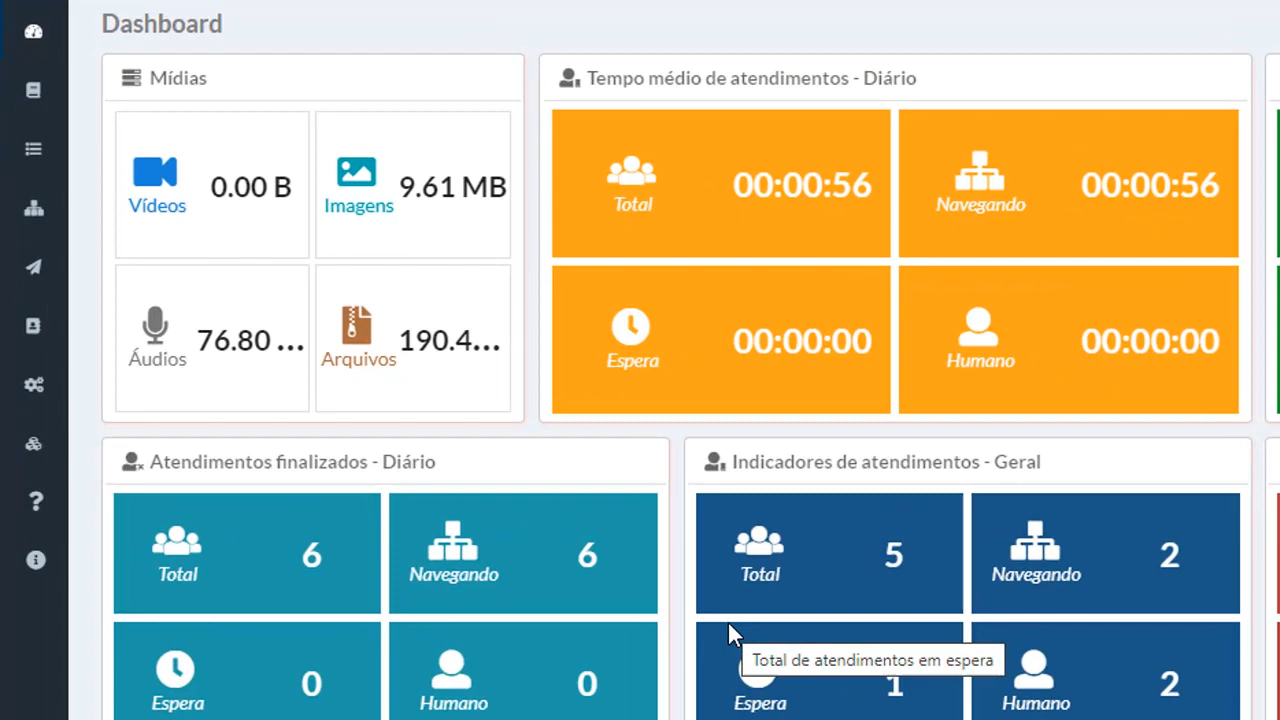 Dashboard
Mídias
Vídeos 0.00 B
Imagens 9.61 MB
Áudios 76.80 ...
Arquivos 190.4...
Tempo médio de atendimentos - Diário
Total 00:00:56
Navegando 00:00:56
Espera 00:00:00
Humano 00:00:00
Atendimentos finalizados - Diário
Total 6
Navegando 6
Espera 0
Humano 0
Indicadores de atendimentos - Geral
Total 5
Navegando 2
Total de atendimentos em espera
Espera 1
Humano 2